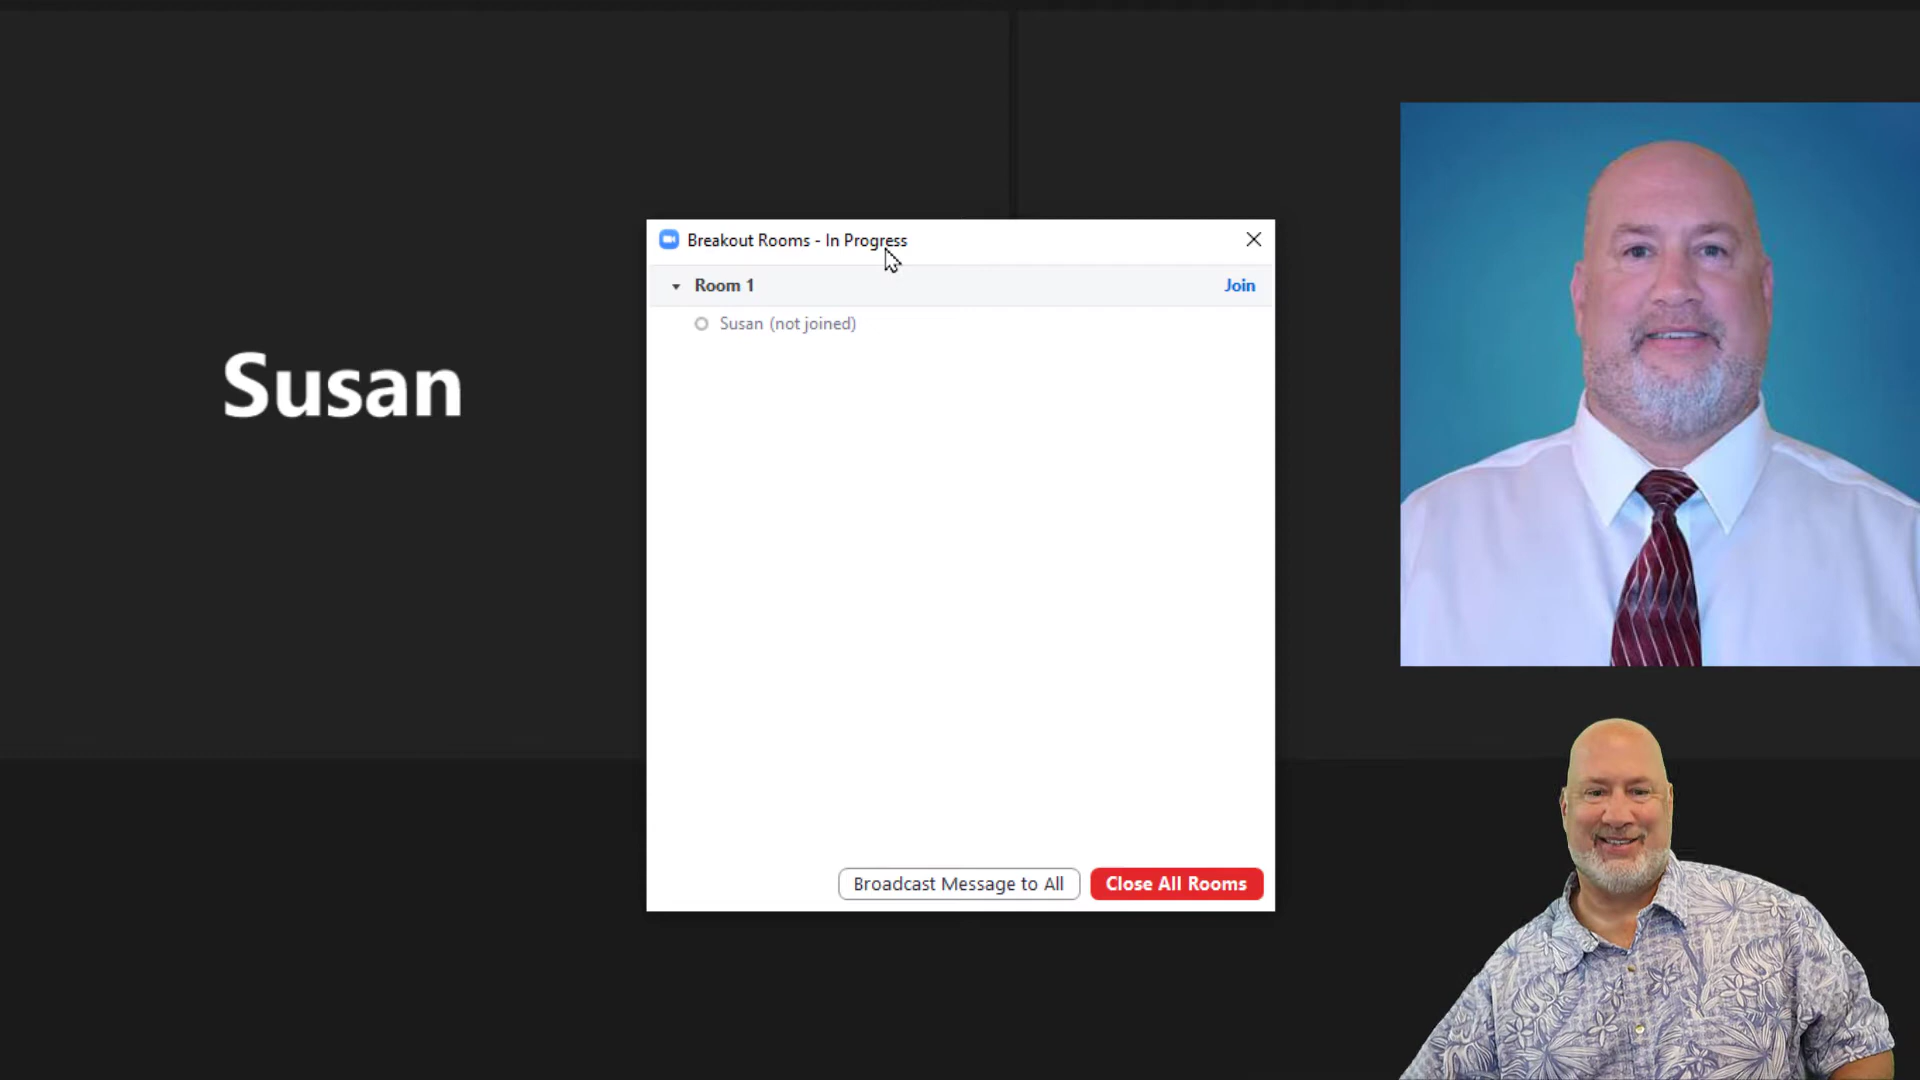 Susan
Breakout Rooms - In Progress
Room 1 Join
Susan (not joined)
Broadcast Message to All Close All Rooms